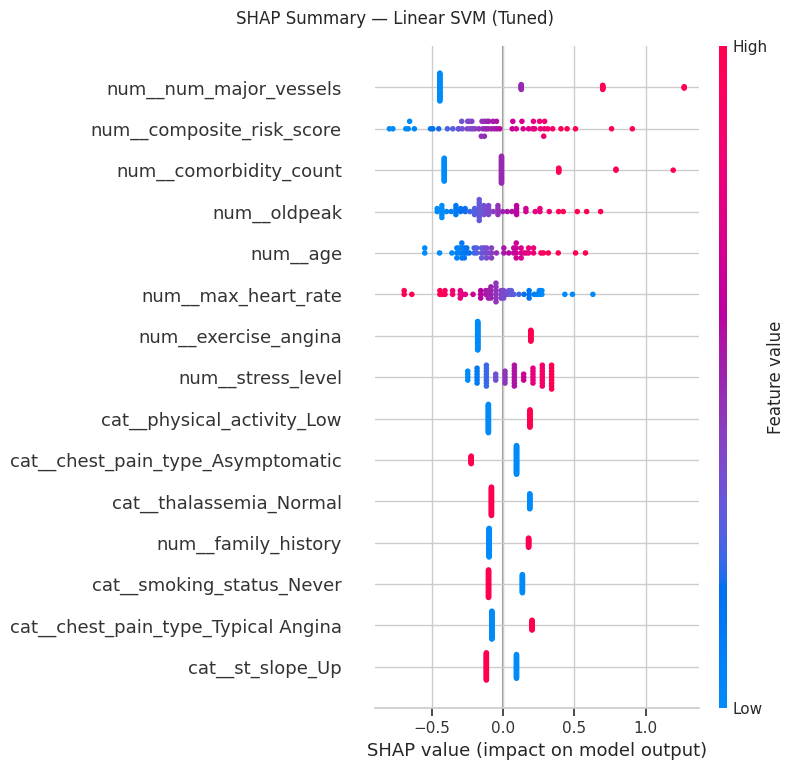 SHAP Summary — Linear SVM (Tuned)
High
num__num_major_vessels
num__composite_risk_score
num__comorbidity_count
num__oldpeak
num__age
num__max_heart_rate
num__exercise_angina
num__stress_level
cat__physical_activity_Low
cat__chest_pain_type_Asymptomatic
cat__thalassemia_Normal
num__family_history
cat__smoking_status_Never
cat__chest_pain_type_Typical Angina
cat__st_slope_Up
Feature value
Low
−0.5 0.0 0.5 1.0
SHAP value (impact on model output)